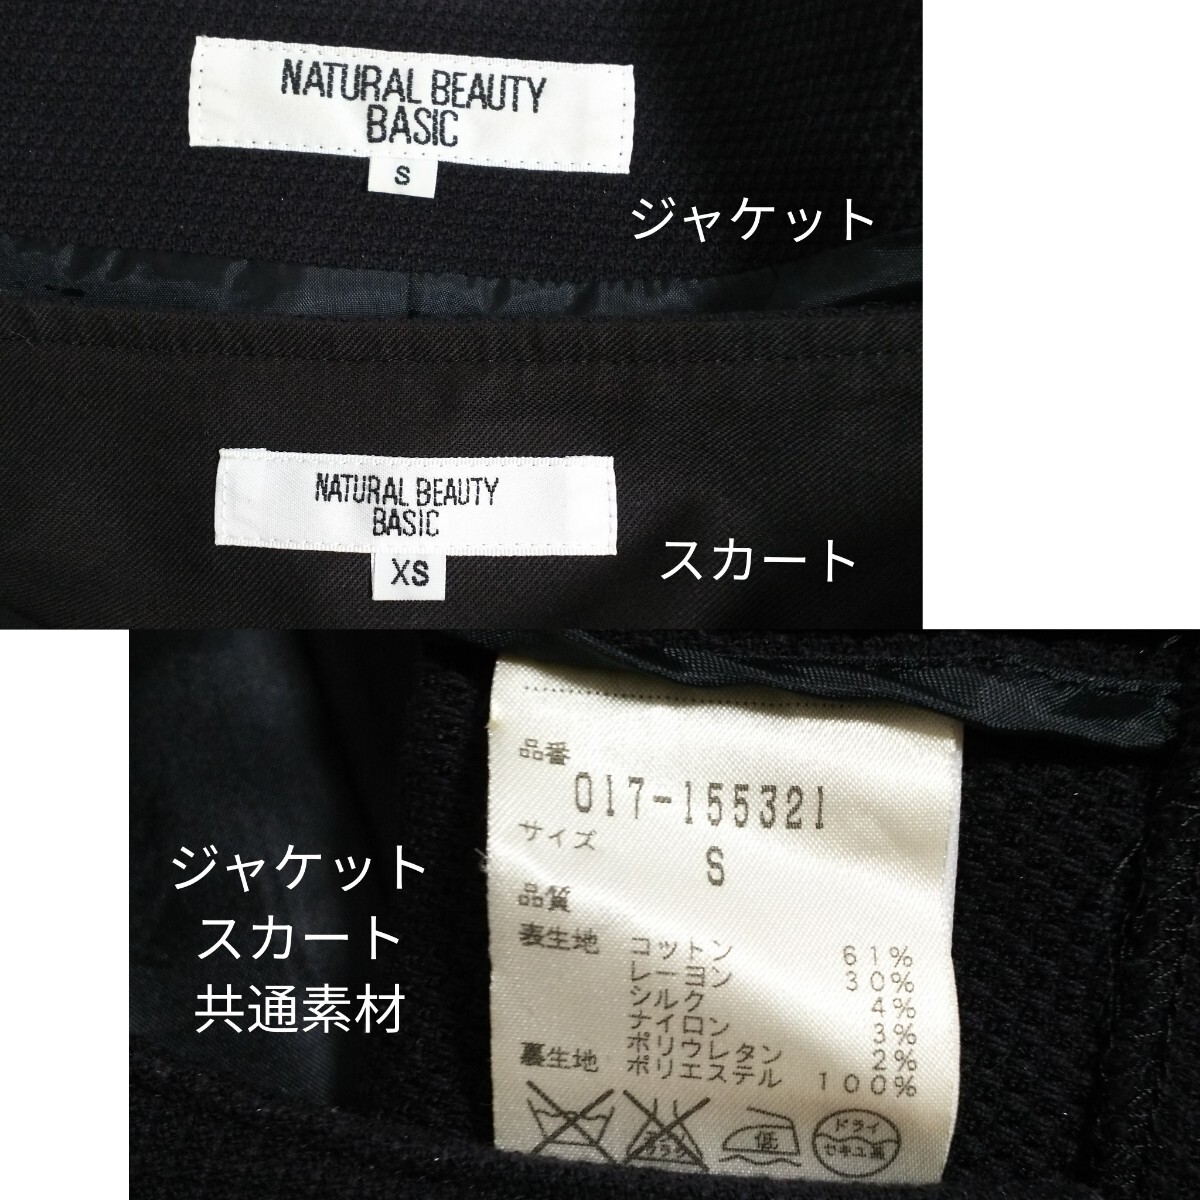 NATURAL BEAUTY
BASIC
S
ジャケット
NATURAL BEAUTY
BASIC
XS
スカート
ジャケット
スカート
共通素材
品番
017-155321
サイズ
S
品質
表生地 コットン 61%
レーヨン 30%
シルク 4%
ナイロン 3%
ポリウレタン 2%
裏生地 ポリエステル 100%
低
ドライ
セキユ系